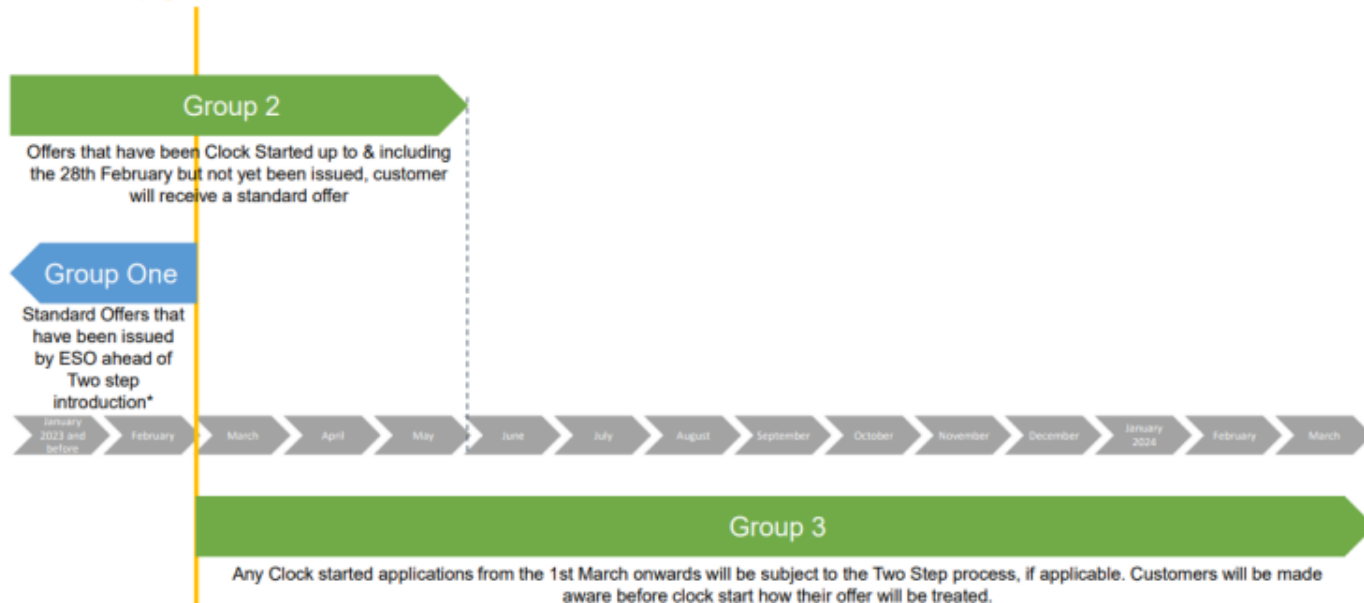 Group 2
Offers that have been Clock Started up to & including
the 28th February but not yet been issued, customer
will receive a standard offer
Group One
Standard Offers that
have been issued
by ESO ahead of
Two step
introduction*
January
2023 and
before
February
March
April
May
June
July
August
September
October
November
December
January
2024
February
March
Group 3
Any Clock started applications from the 1st March onwards will be subject to the Two Step process, if applicable. Customers will be made
aware before clock start how their offer will be treated.